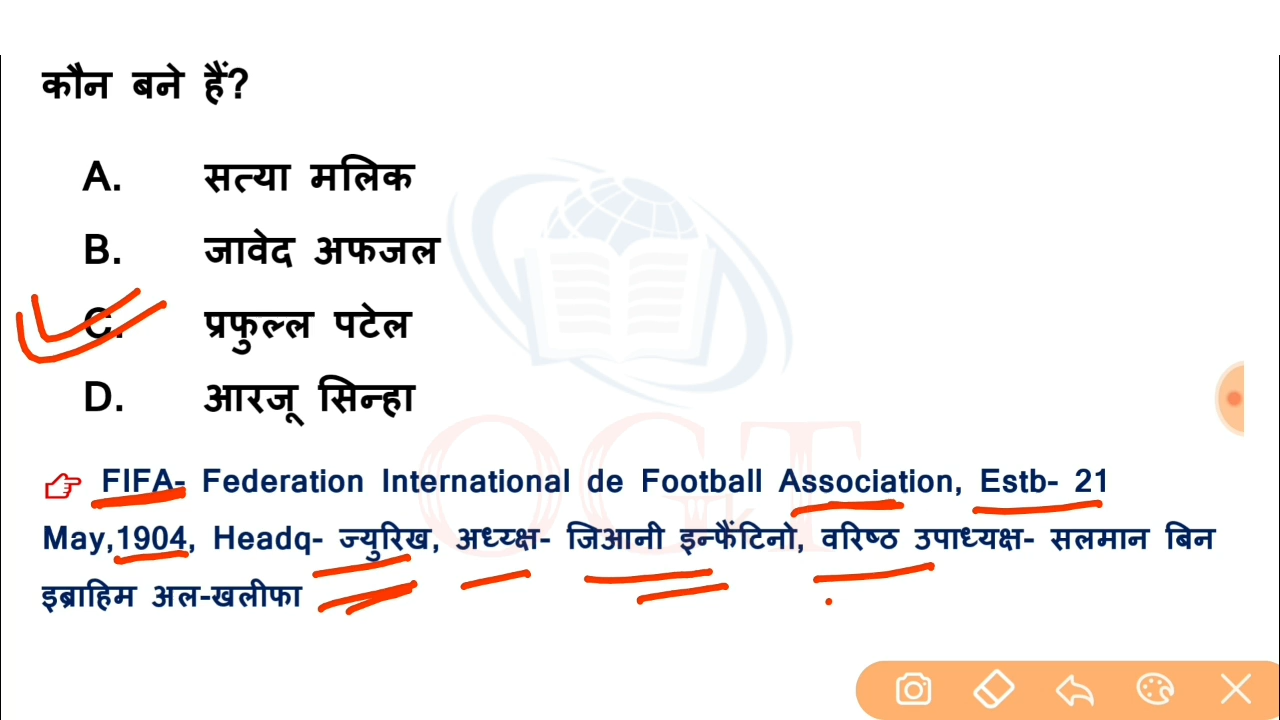 कौन बने हैं?
A. सत्या मलिक
B. जावेद अफजल
C. प्रफुल्ल पटेल
D. आरजू सिन्हा
FIFA- Federation International de Football Association, Estb- 21
May,1904, Headq- ज्युरिख, अध्य्क्ष- जिआनी इन्फैंटिनो, वरिष्ठ उपाध्यक्ष- सलमान बिन
इब्राहिम अल-खलीफा
OGT